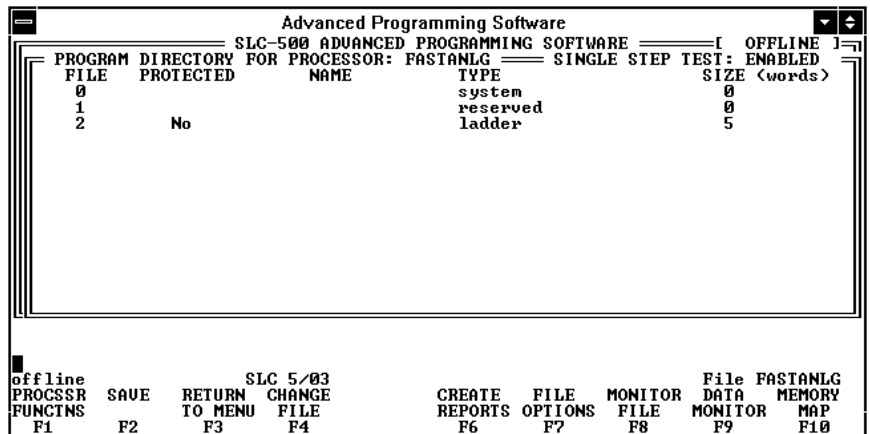 Advanced Programming Software
SLC-500 ADVANCED PROGRAMMING SOFTWARE [ OFFLINE ]
PROGRAM DIRECTORY FOR PROCESSOR: FASTANLG SINGLE STEP TEST: ENABLED
FILE PROTECTED NAME TYPE SIZE (words)
0 system 0
1 reserved 0
2 No ladder 5
offline SLC 5/03 File FASTANLG
PROCSSR SAVE RETURN CHANGE CREATE FILE MONITOR DATA MEMORY
FUNCTNS TO MENU FILE REPORTS OPTIONS FILE MONITOR MAP
F1 F2 F3 F4 F6 F7 F8 F9 F10